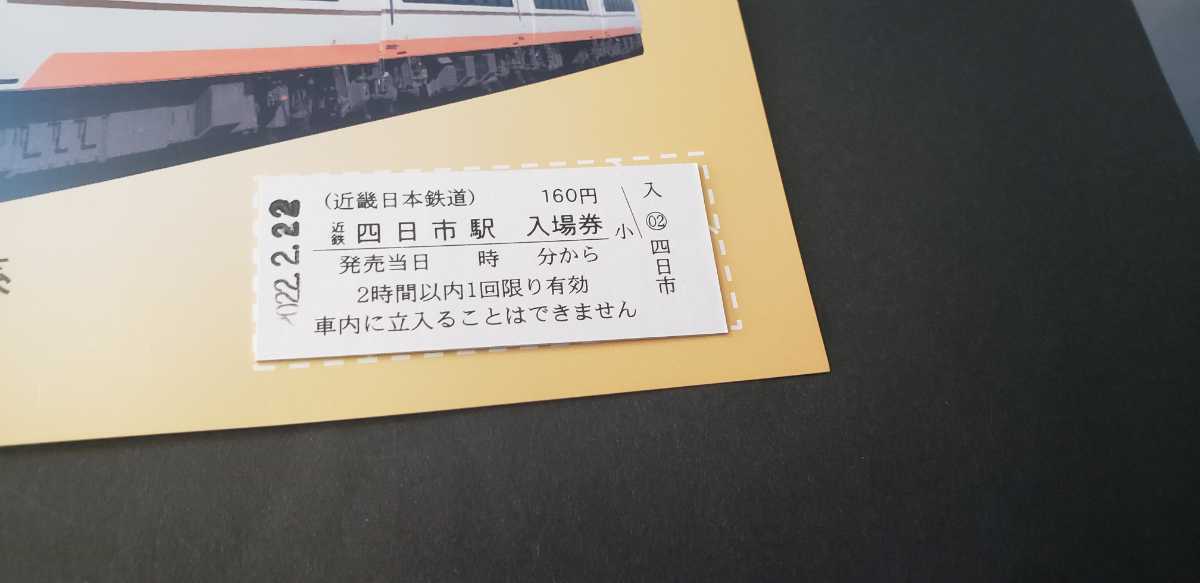 (近畿日本鉄道) 160円
近鉄 四日市駅 入場券
発売当日 時 分から
2時間以内1回限り有効
車内に立入ることはできません
小
入
02
四日市
022.2.22